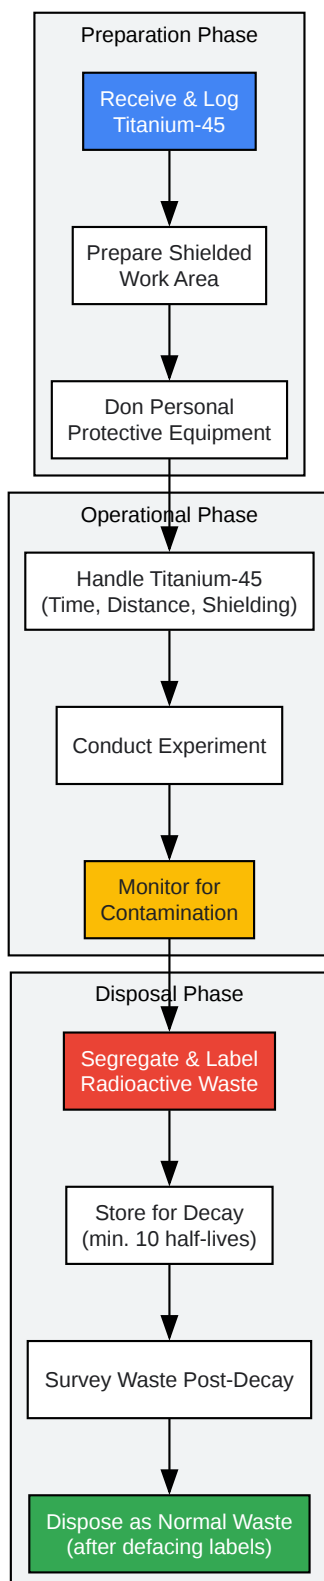 Preparation Phase
Receive & Log
Titanium-45
Prepare Shielded
Work Area
Don Personal
Protective Equipment
Operational Phase
Handle Titanium-45
(Time, Distance, Shielding)
Conduct Experiment
Monitor for
Contamination
Disposal Phase
Segregate & Label
Radioactive Waste
Store for Decay
(min. 10 half-lives)
Survey Waste Post-Decay
Dispose as Normal Waste
(after defacing labels)